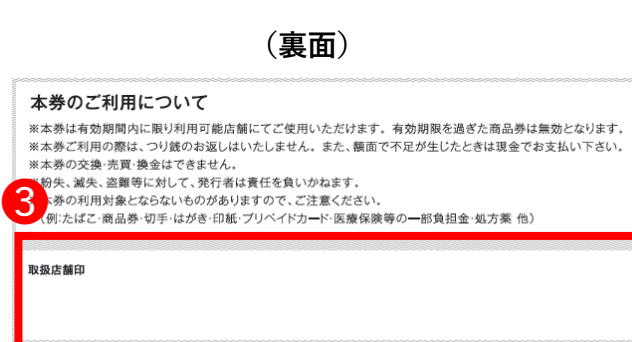 （裏面）
本券のご利用について
※本券は有効期間内に限り利用可能店舗にてご使用いただけます。有効期限を過ぎた商品券は無効となります。
※本券ご利用の際は、つり銭のお返しはいたしません。また、額面で不足が生じたときは現金でお支払い下さい。
※本券の交換・売買・換金はできません。
※紛失、滅失、盗難等に対して、発行者は責任を負いかねます。
3
本券の利用対象とならないものがありますので、ご注意ください。
（例:たばこ・商品券・切手・はがき・印紙・プリペイドカード・医療保険等の一部負担金・処方薬 他）
取扱店舗印